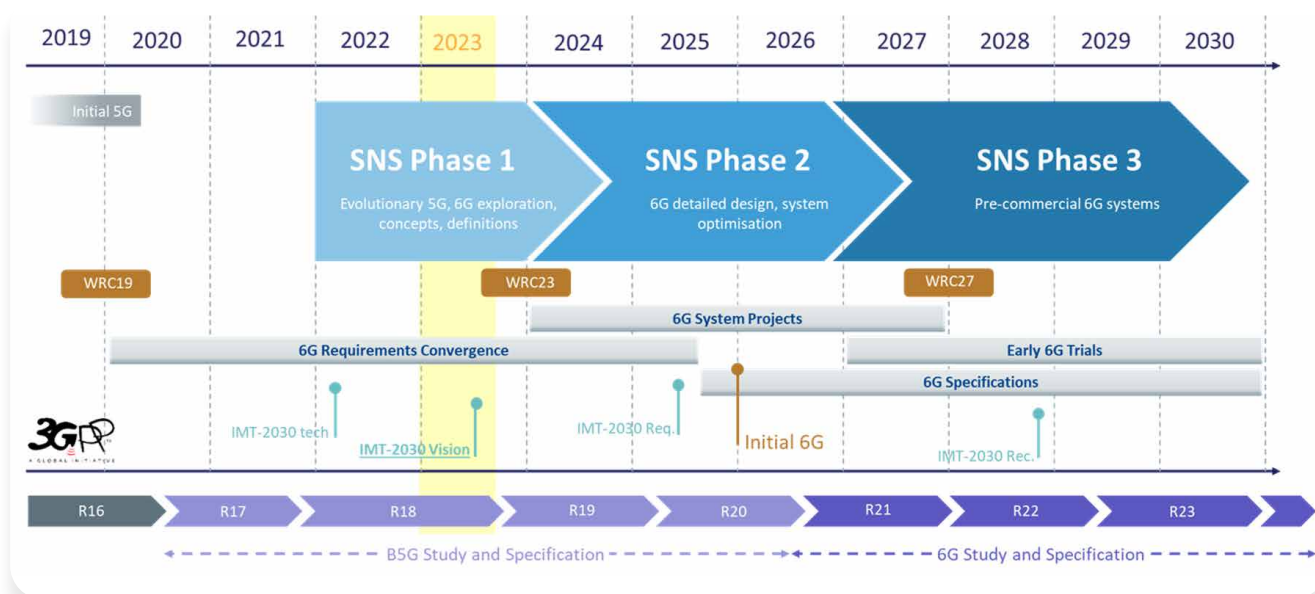 2019 2020 2021 2022 2023 2024 2025 2026 2027 2028 2029 2030
Initial 5G
SNS Phase 1
Evolutionary 5G, 6G exploration,
concepts, definitions
SNS Phase 2
6G detailed design, system
optimisation
SNS Phase 3
Pre-commercial 6G systems
WRC19
WRC23
WRC27
6G System Projects
6G Requirements Convergence
Early 6G Trials
6G Specifications
IMT-2030 tech
IMT-2030 Vision
IMT-2030 Req.
Initial 6G
IMT-2030 Rec.
3GPP
A GLOBAL INITIATIVE
R16 R17 R18 R19 R20 R21 R22 R23
B5G Study and Specification
6G Study and Specification